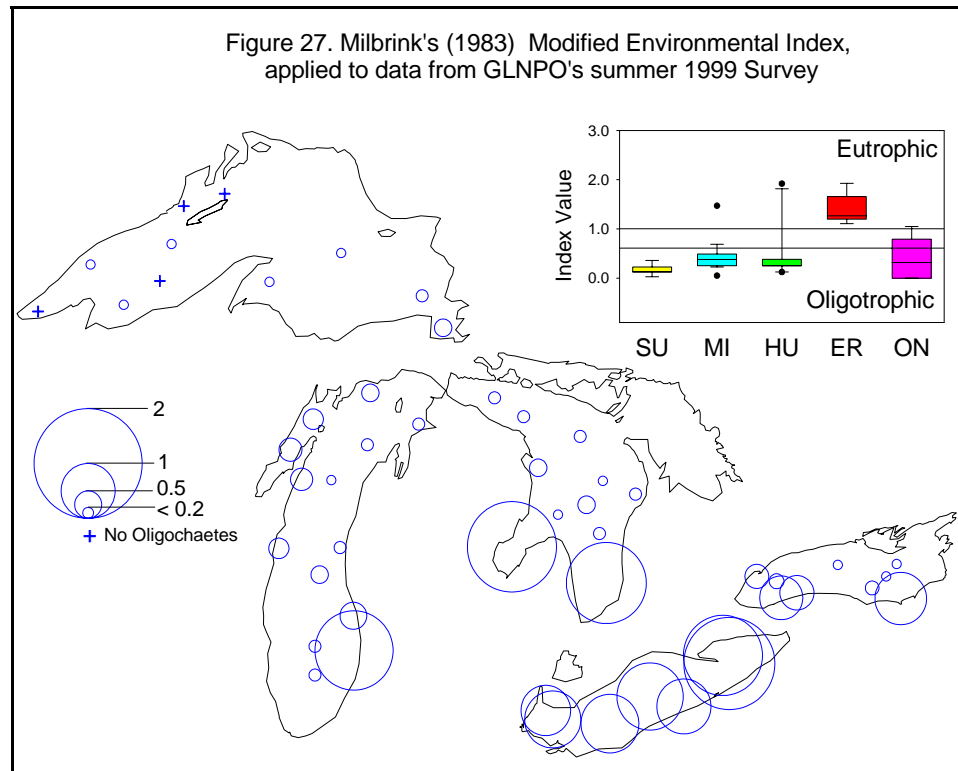 Figure 27. Milbrink's (1983) Modified Environmental Index,
applied to data from GLNPO's summer 1999 Survey
3.0
2.0
1.0
0.0
Index Value
Eutrophic
Oligotrophic
SU MI HU ER ON
2
1
0.5
< 0.2
+ No Oligochaetes